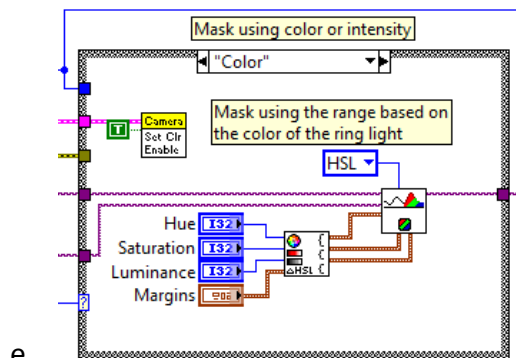 Mask using color or intensity
"Color"
Camera
Set Clr
Enable
T
Mask using the range based on
the color of the ring light
HSL
Hue
I32
Saturation
I32
Luminance
I32
Margins
ΔHSL
?
e